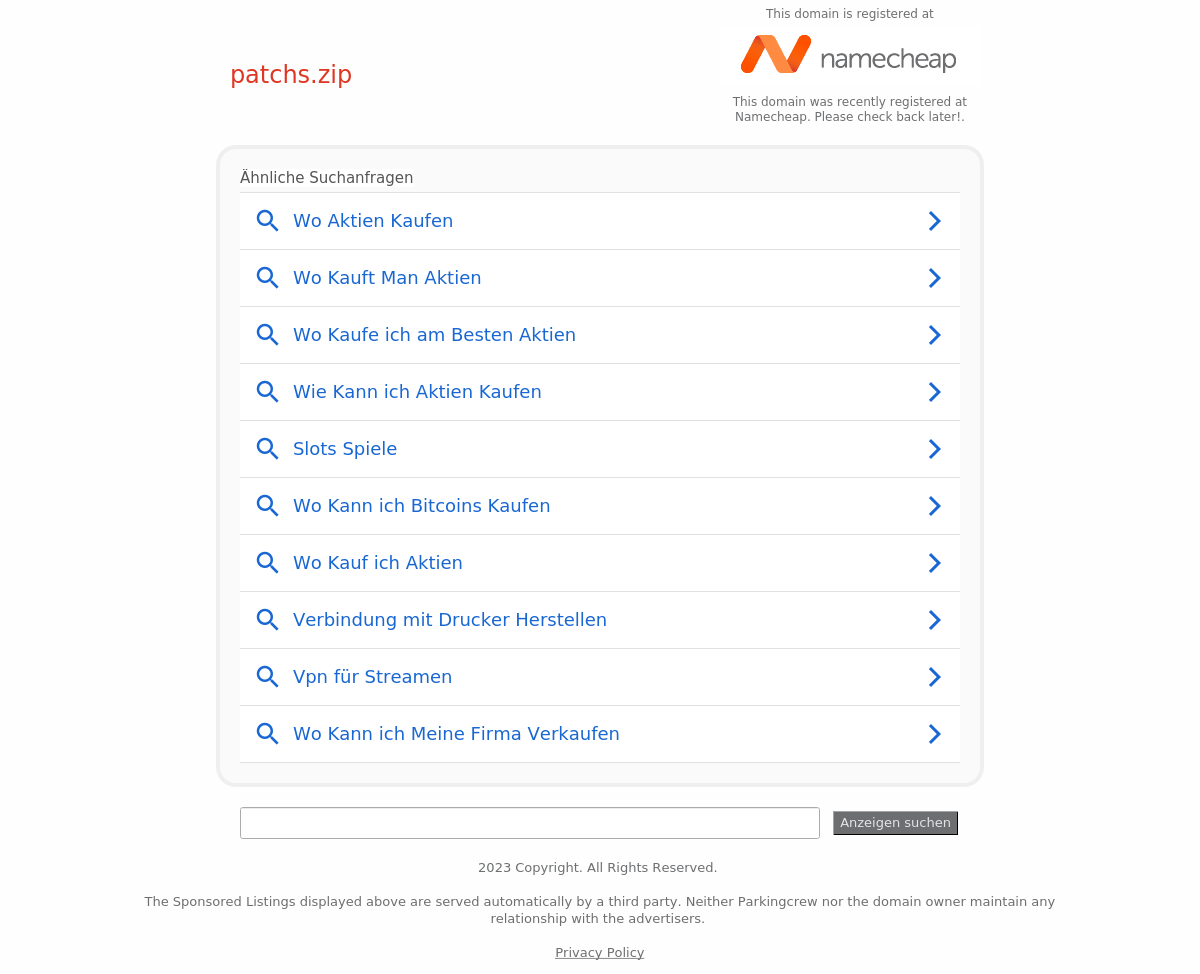 This domain is registered at
namecheap
patchs.zip
This domain was recently registered at
Namecheap. Please check back later!.
Ähnliche Suchanfragen
Wo Aktien Kaufen
Wo Kauft Man Aktien
Wo Kaufe ich am Besten Aktien
Wie Kann ich Aktien Kaufen
Slots Spiele
Wo Kann ich Bitcoins Kaufen
Wo Kauf ich Aktien
Verbindung mit Drucker Herstellen
Vpn für Streamen
Wo Kann ich Meine Firma Verkaufen
Anzeigen suchen
2023 Copyright. All Rights Reserved.
The Sponsored Listings displayed above are served automatically by a third party. Neither Parkingcrew nor the domain owner maintain any
relationship with the advertisers.
Privacy Policy